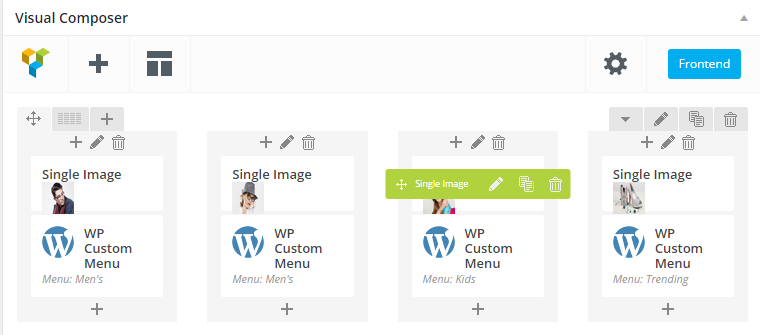 Visual Composer
Frontend
Single Image
WP
Custom
Menu
Menu: Men's
Single Image
WP
Custom
Menu
Menu: Men's
Single Image
WP
Custom
Menu
Menu: Kids
Single Image
WP
Custom
Menu
Menu: Trending